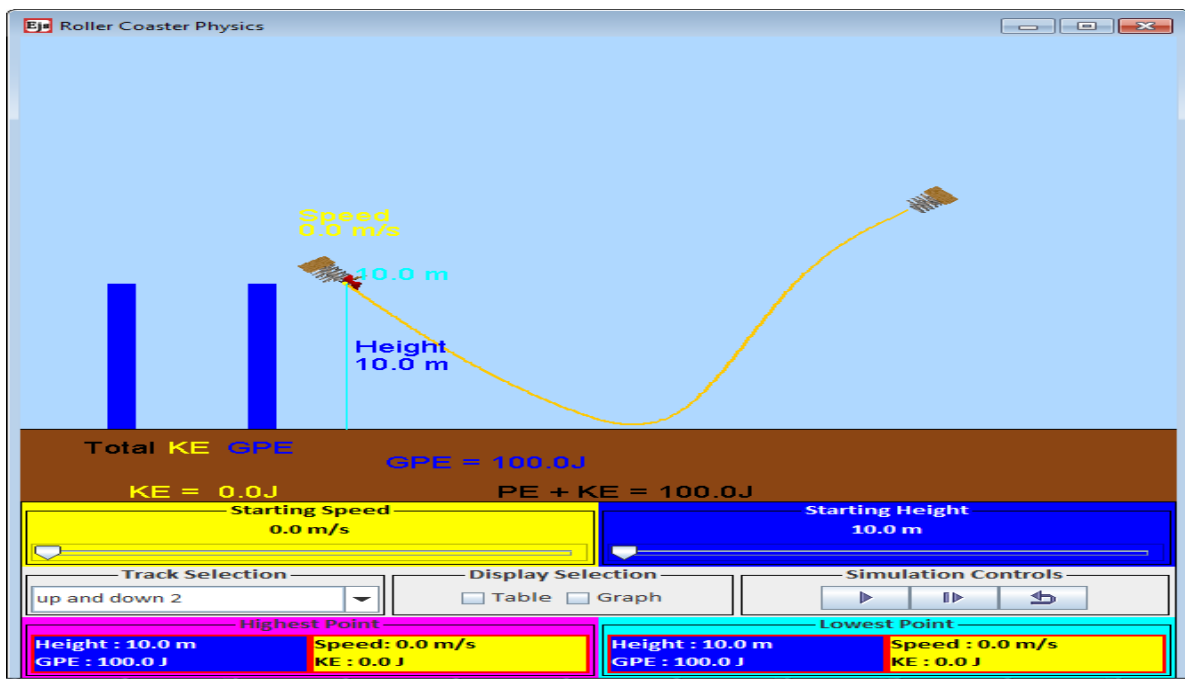 Ejs Roller Coaster Physics
Speed
0.0 m/s
10.0 m
Height
10.0 m
Total KE GPE
GPE = 100.0J
KE = 0.0J
PE + KE = 100.0J
Starting Speed
0.0 m/s
Starting Height
10.0 m
Track Selection
up and down 2
Display Selection
Table Graph
Simulation Controls
Highest Point
Height : 10.0 m Speed: 0.0 m/s
GPE : 100.0 J KE : 0.0 J
Lowest Point
Height : 10.0 m Speed : 0.0 m/s
GPE : 100.0 J KE : 0.0 J